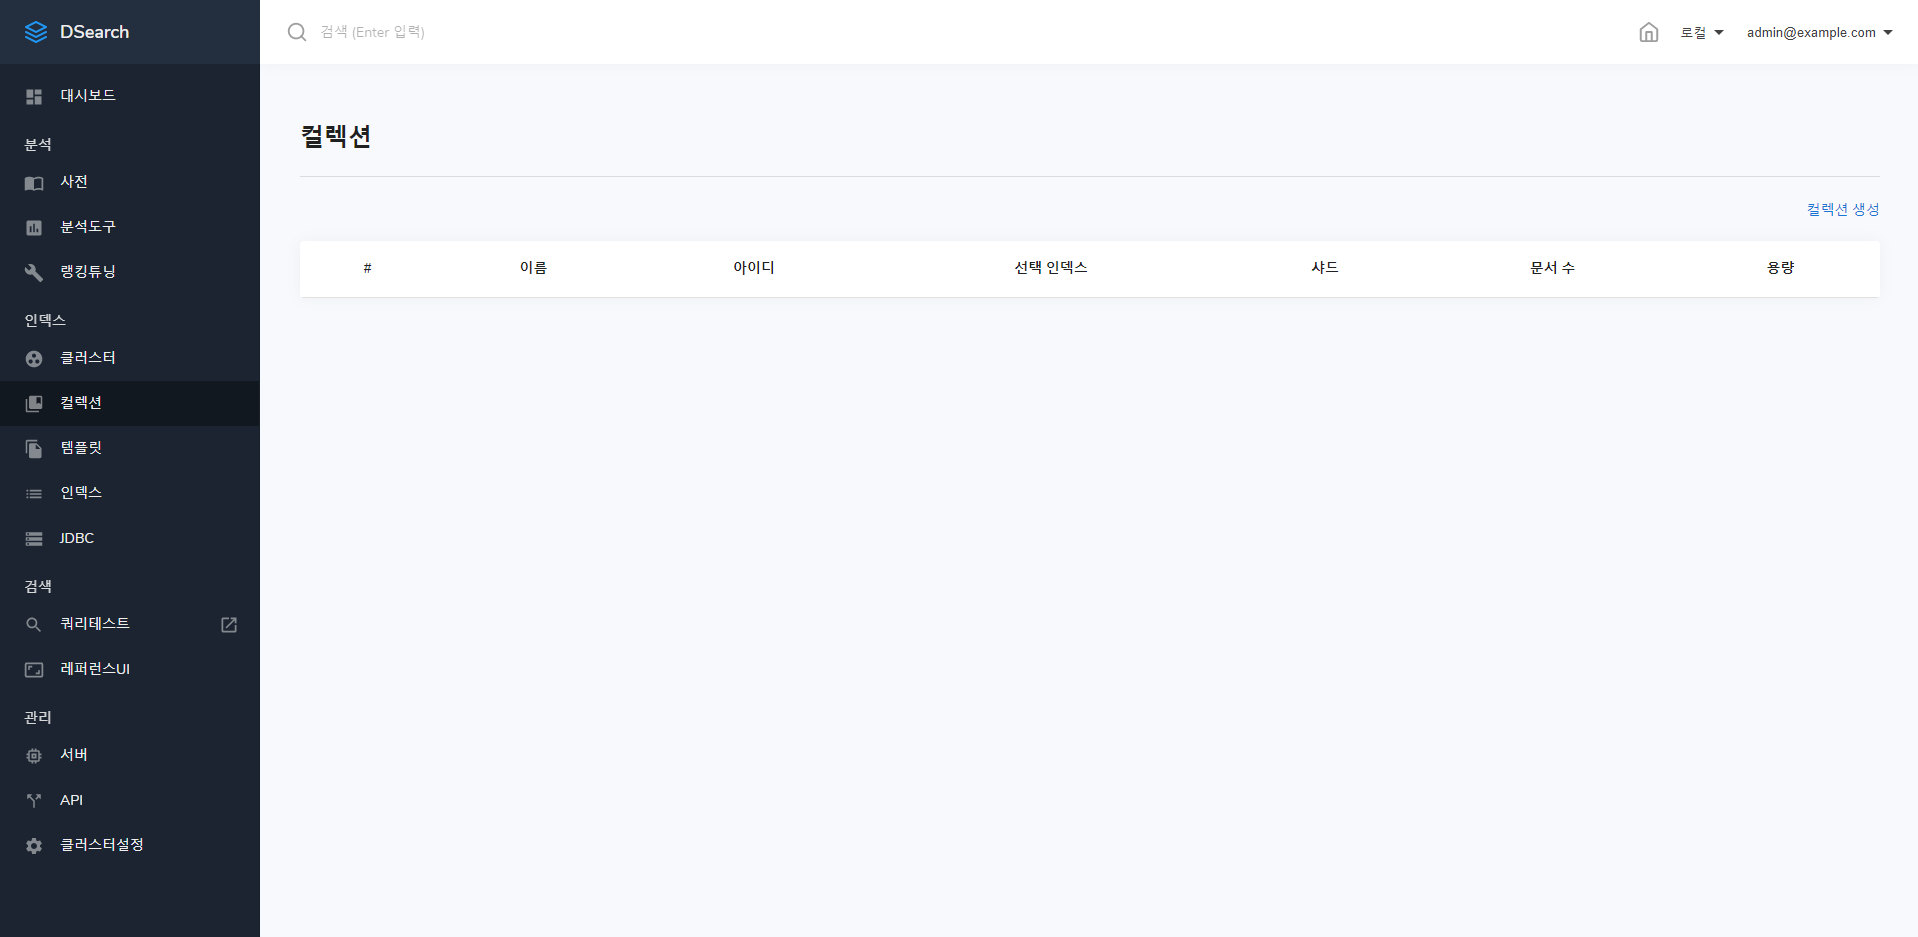 DSearch
검색 (Enter 입력)
로컬
admin@example.com
대시보드
분석
사전
분석도구
랭킹튜닝
인덱스
클러스터
컬렉션
템플릿
인덱스
JDBC
검색
쿼리테스트
레퍼런스UI
관리
서버
API
클러스터설정
컬렉션
컬렉션 생성
# 이름 아이디 선택 인덱스 샤드 문서 수 용량